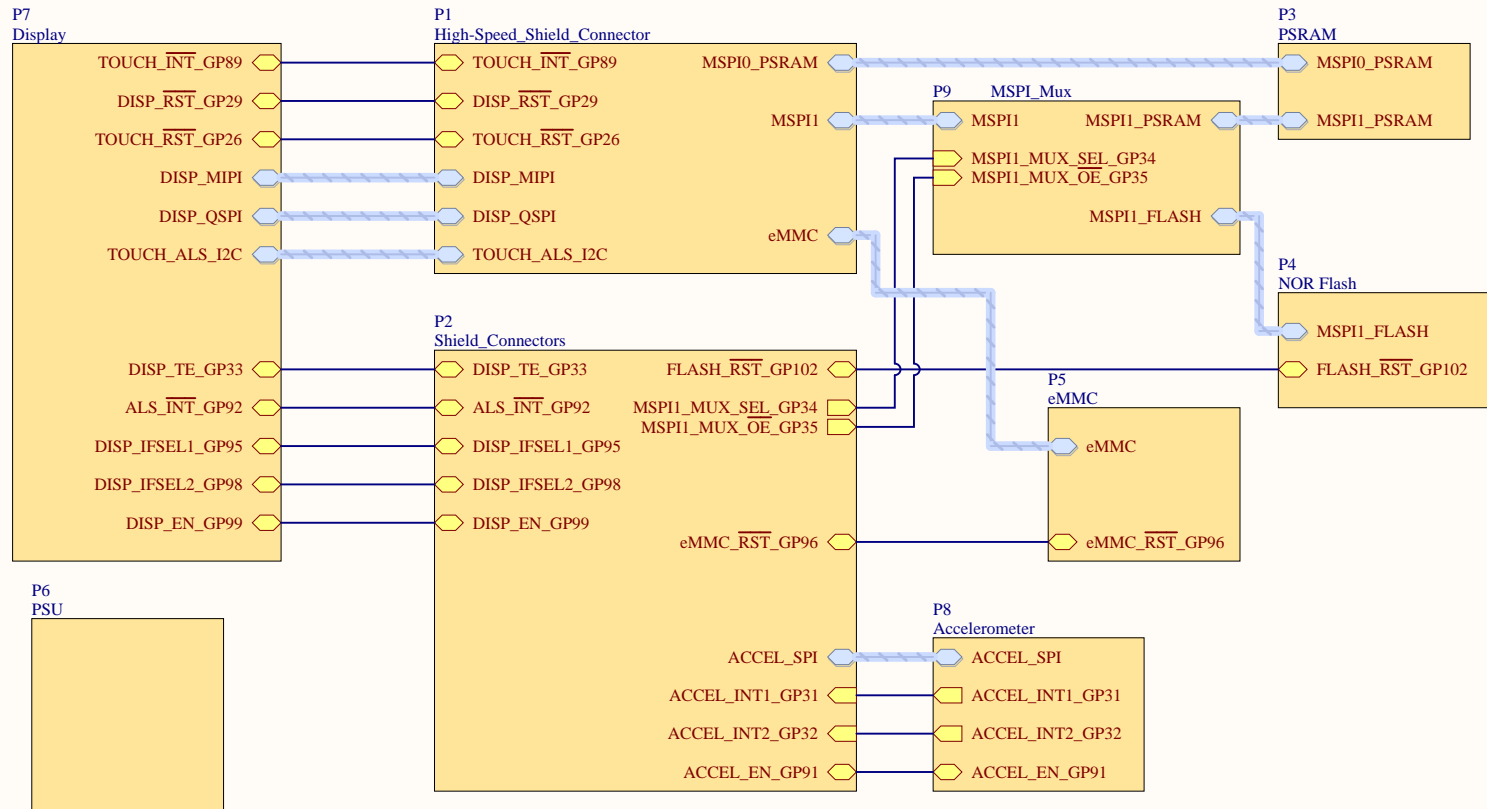 P7
Display
TOUCH_INT_GP89
DISP_RST_GP29
TOUCH_RST_GP26
DISP_MIPI
DISP_QSPI
TOUCH_ALS_I2C
DISP_TE_GP33
ALS_INT_GP92
DISP_IFSEL1_GP95
DISP_IFSEL2_GP98
DISP_EN_GP99
P1
High-Speed_Shield_Connector
TOUCH_INT_GP89
DISP_RST_GP29
TOUCH_RST_GP26
DISP_MIPI
DISP_QSPI
TOUCH_ALS_I2C
MSPI0_PSRAM
MSPI1
eMMC
P9
MSPI_Mux
MSPI1
MSPI1_MUX_SEL_GP34
MSPI1_MUX_OE_GP35
MSPI1_PSRAM
MSPI1_FLASH
P3
PSRAM
MSPI0_PSRAM
MSPI1_PSRAM
P4
NOR Flash
MSPI1_FLASH
FLASH_RST_GP102
P2
Shield_Connectors
DISP_TE_GP33
ALS_INT_GP92
DISP_IFSEL1_GP95
DISP_IFSEL2_GP98
DISP_EN_GP99
FLASH_RST_GP102
MSPI1_MUX_SEL_GP34
MSPI1_MUX_OE_GP35
eMMC_RST_GP96
ACCEL_SPI
ACCEL_INT1_GP31
ACCEL_INT2_GP32
ACCEL_EN_GP91
P5
eMMC
eMMC
eMMC_RST_GP96
P6
PSU
P8
Accelerometer
ACCEL_SPI
ACCEL_INT1_GP31
ACCEL_INT2_GP32
ACCEL_EN_GP91